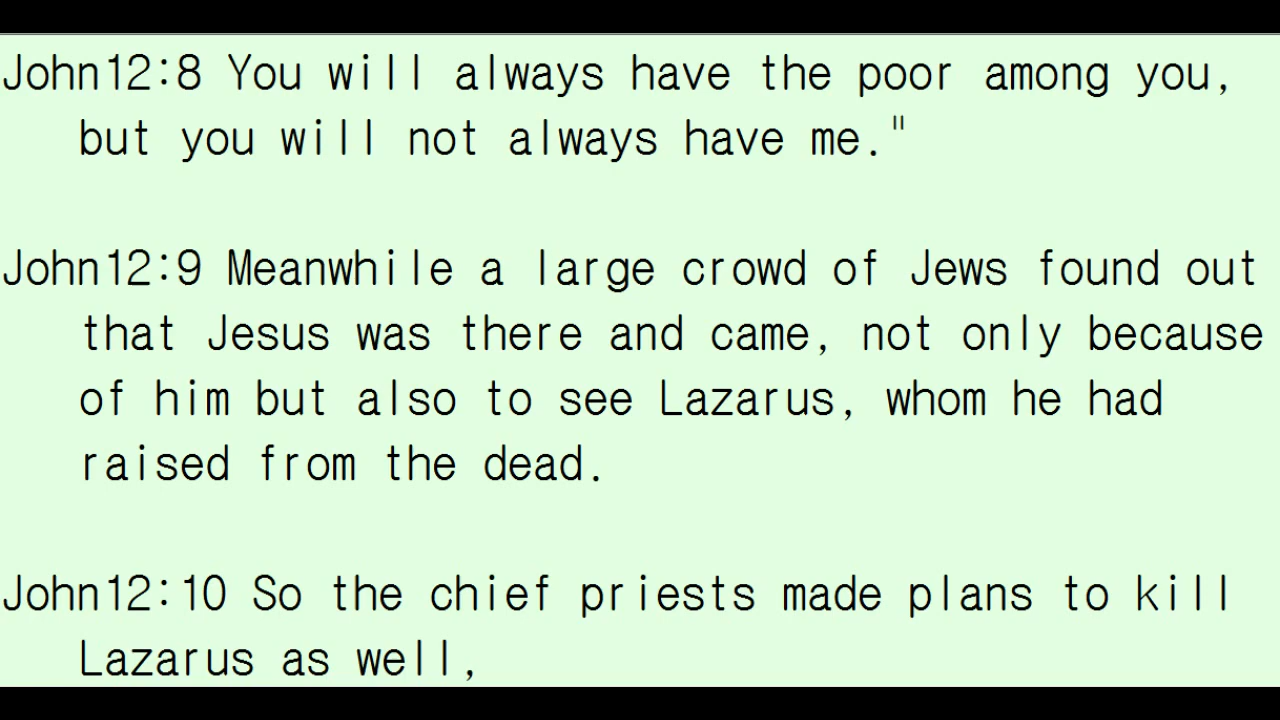 John12:8 You will always have the poor among you,
but you will not always have me."
John12:9 Meanwhile a large crowd of Jews found out
that Jesus was there and came, not only because
of him but also to see Lazarus, whom he had
raised from the dead.
John12:10 So the chief priests made plans to kill
Lazarus as well,